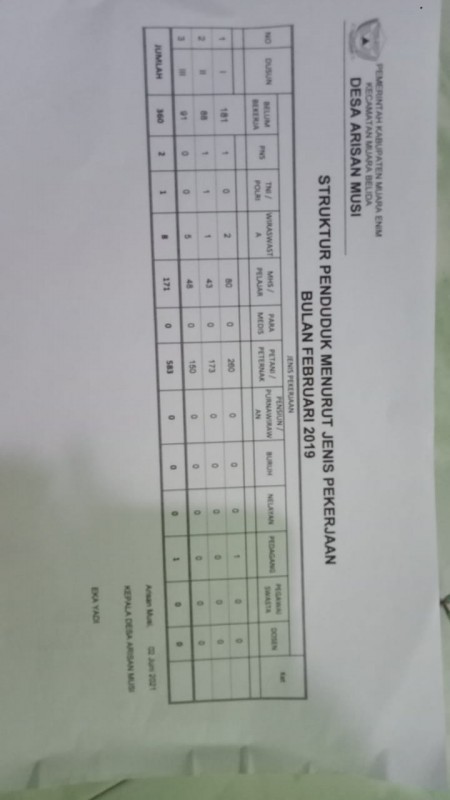 PEMERINTAH KABUPATEN MUARA ENIM
KECAMATAN MUARA BELIDA
DESA ARISAN MUSI
STRUKTUR PENDUDUK MENURUT JENIS PEKERJAAN
BULAN FEBRUARI 2019
NO DUSUN JENIS PEKERJAAN ket
BELUM BEKERJA PNS TNI / POLRI WIRASWASTA MHS / PELAJAR PARA MEDIS PETANI / PETERNAK PENSIUN / PURNAWIRAWAN BURUH NELAYAN PEDAGANG PEGAWAI SWASTA DOSEN
1 I 181 1 0 2 80 0 260 0 0 0 1 0 0
2 II 88 1 1 1 43 0 173 0 0 0 0 0 0
3 III 91 0 0 5 48 0 150 0 0 0 0 0 0
JUMLAH 360 2 1 8 171 0 583 0 0 0 1 0 0
Arisan Musi, 02 Juni 2021
KEPALA DESA ARISAN MUSI
EKA YADI